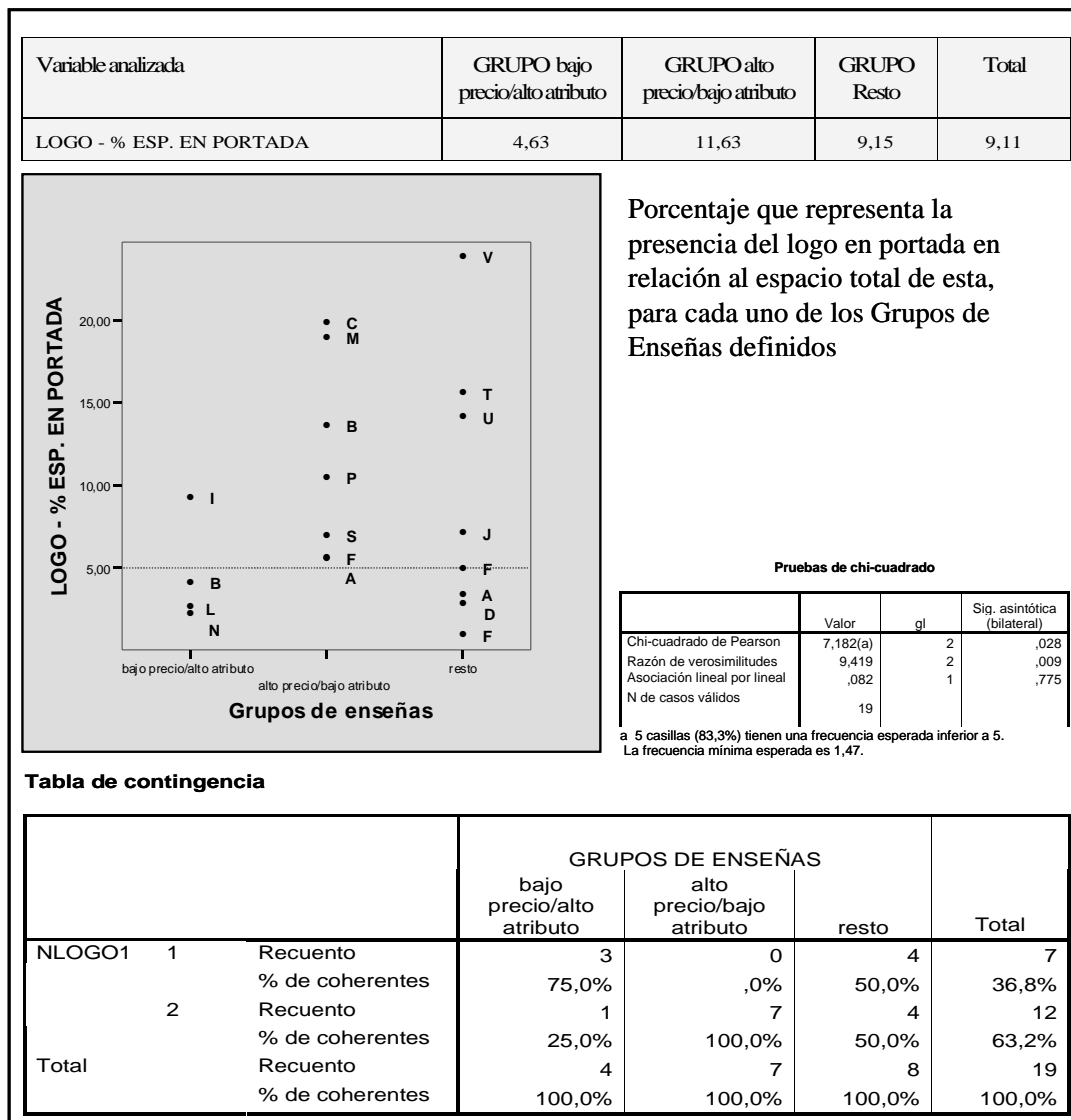 Variable analizada GRUPO bajo GRUPO alto GRUPO Total
precio/alto atributo precio/bajo atributo Resto
LOGO - % ESP. EN PORTADA 4,63 11,63 9,15 9,11
Porcentaje que representa la
presencia del logo en portada en
relación al espacio total de esta,
para cada uno de los Grupos de
Enseñas definidos
LOGO - % ESP. EN PORTADA
V
20,00 C
M
15,00 T
U
B
10,00 P
I
J
S
5,00 F F
A
B
A
L D
N
F
bajo precio/alto atributo resto
alto precio/bajo atributo
Grupos de enseñas
Pruebas de chi-cuadrado
Sig. asintótica
Valor gl (bilateral)
Chi-cuadrado de Pearson 7,182(a) 2 ,028
Razón de verosimilitudes 9,419 2 ,009
Asociación lineal por lineal ,082 1 ,775
N de casos válidos
19
a 5 casillas (83,3%) tienen una frecuencia esperada inferior a 5.
La frecuencia mínima esperada es 1,47.
Tabla de contingencia
GRUPOS DE ENSEÑAS
bajo alto
precio/alto precio/bajo
atributo atributo resto Total
NLOGO1 1 Recuento 3 0 4 7
% de coherentes 75,0% ,0% 50,0% 36,8%
2 Recuento 1 7 4 12
% de coherentes 25,0% 100,0% 50,0% 63,2%
Total Recuento 4 7 8 19
% de coherentes 100,0% 100,0% 100,0% 100,0%